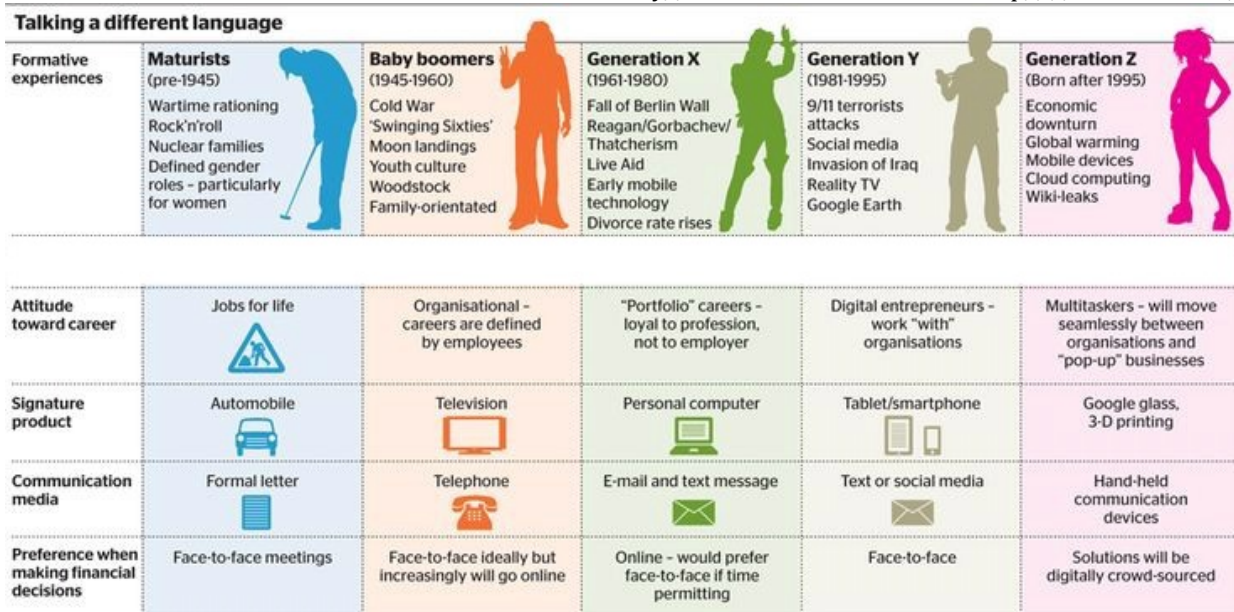 Talking a different language
Formative
experiences
Maturists
(pre-1945)
Wartime rationing
Rock'n'roll
Nuclear families
Defined gender
roles – particularly
for women
Baby boomers
(1945-1960)
Cold War
'Swinging Sixties'
Moon landings
Youth culture
Woodstock
Family-orientated
Generation X
(1961-1980)
Fall of Berlin Wall
Reagan/Gorbachev/
Thatcherism
Live Aid
Early mobile
technology
Divorce rate rises
Generation Y
(1981-1995)
9/11 terrorists
attacks
Social media
Invasion of Iraq
Reality TV
Google Earth
Generation Z
(Born after 1995)
Economic
downturn
Global warming
Mobile devices
Cloud computing
Wiki-leaks
Attitude
toward career
Jobs for life
Organisational –
careers are defined
by employees
"Portfolio" careers –
loyal to profession,
not to employer
Digital entrepreneurs –
work "with"
organisations
Multitaskers – will move
seamlessly between
organisations and
"pop-up" businesses
Signature
product
Automobile
Television
Personal computer
Tablet/smartphone
Google glass,
3-D printing
Communication
media
Formal letter
Telephone
E-mail and text message
Text or social media
Hand-held
communication
devices
Preference when
making financial
decisions
Face-to-face meetings
Face-to-face ideally but
increasingly will go online
Online – would prefer
face-to-face if time
permitting
Face-to-face
Solutions will be
digitally crowd-sourced